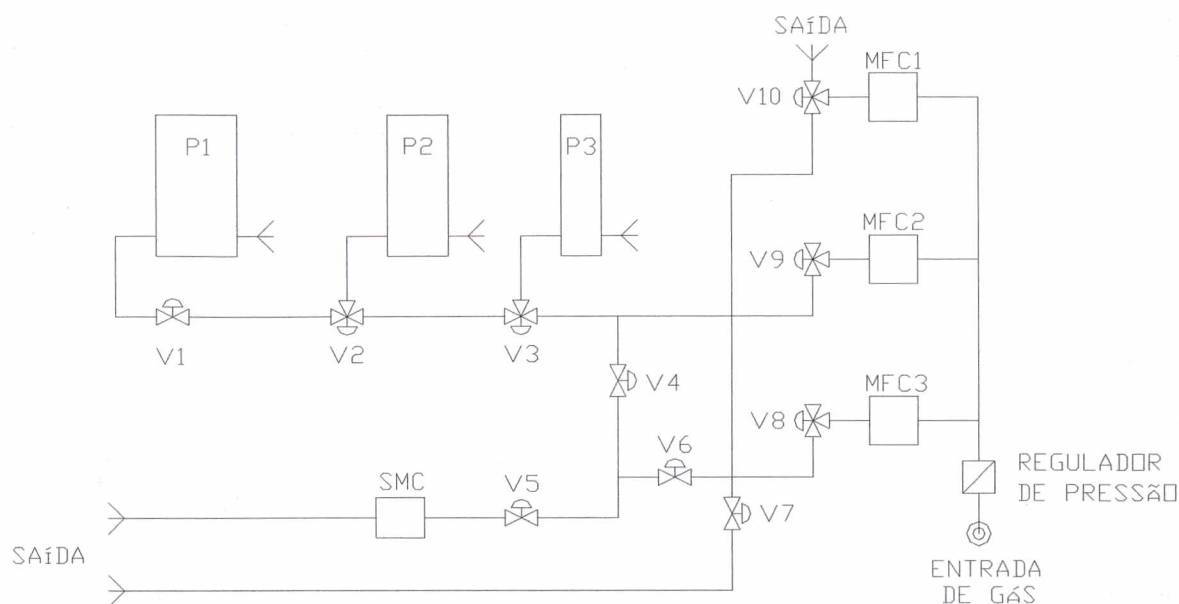 SAíDA
MFC1
V10
P1
P2
P3
MFC2
V9
V1
V2
V3
V4
MFC3
V8
V6
SMC
V5
V7
REGULADOR
DE PRESSÃO
SAíDA
ENTRADA
DE GáS